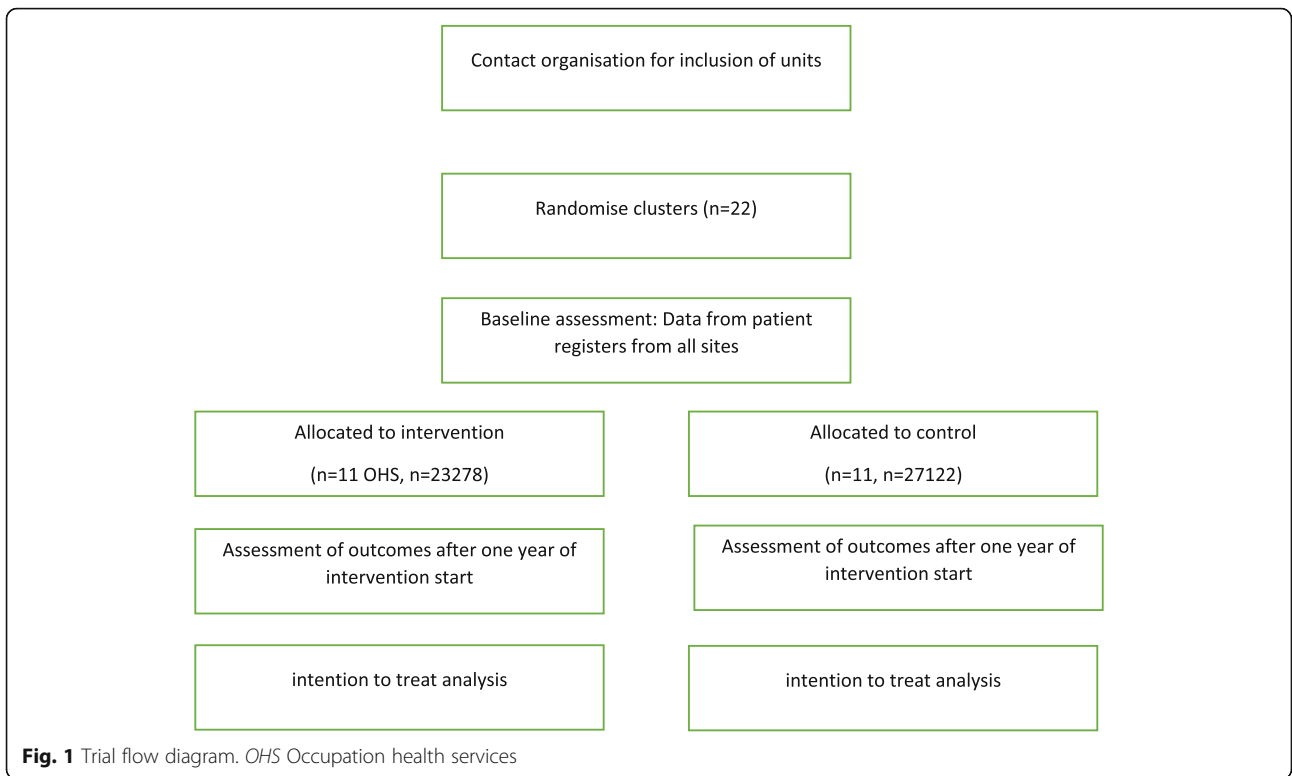 Contact organisation for inclusion of units
Randomise clusters (n=22)
Baseline assessment: Data from patient
registers from all sites
Allocated to intervention
(n=11 OHS, n=23278)
Allocated to control
(n=11, n=27122)
Assessment of outcomes after one year of
intervention start
Assessment of outcomes after one year of
intervention start
intention to treat analysis
intention to treat analysis
Fig. 1 Trial flow diagram. OHS Occupation health services